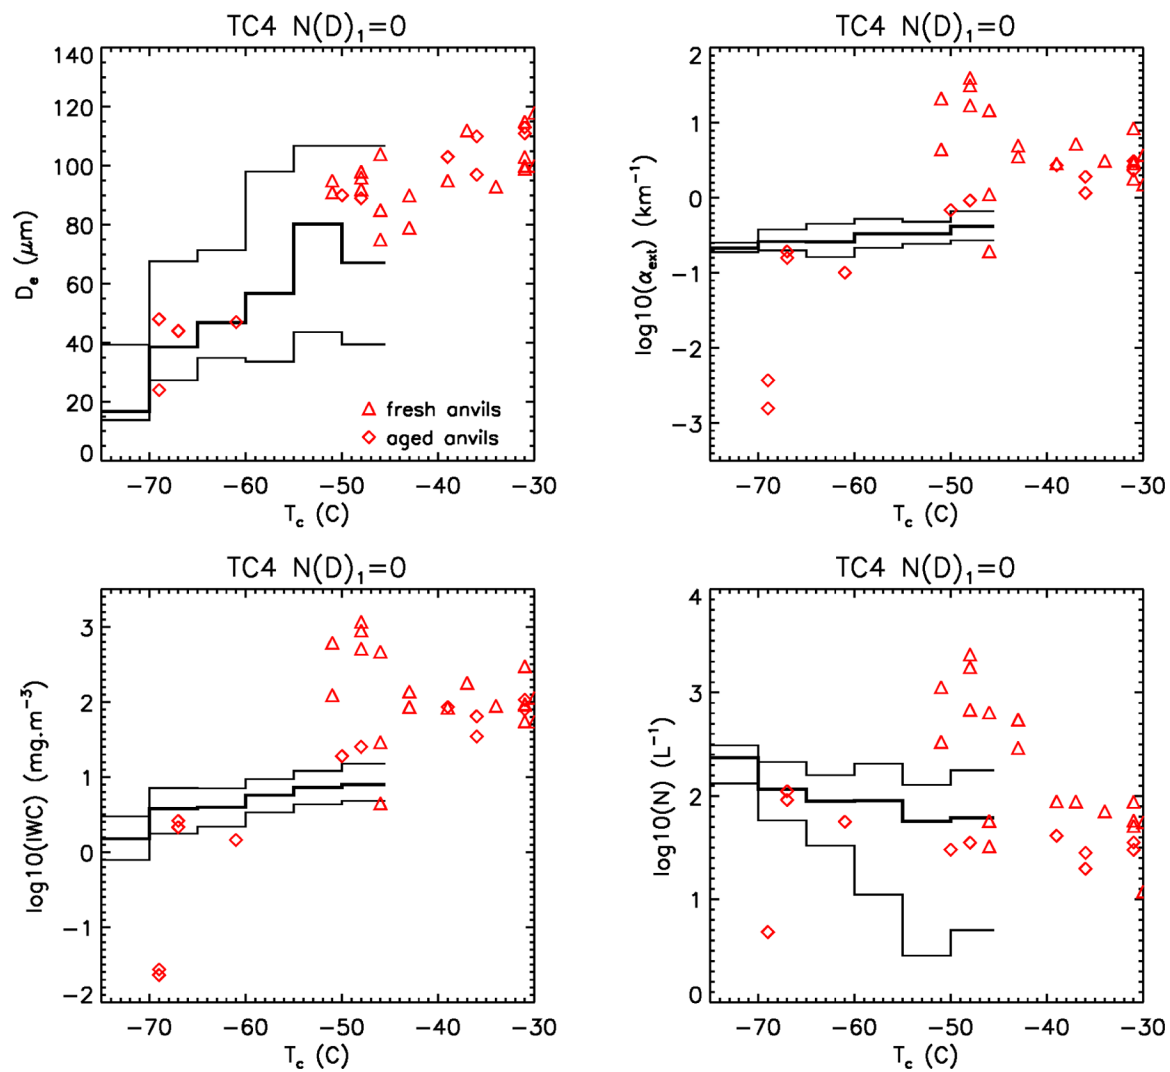 TC4 N(D)₁=0
140
120
100
80
60
40
20
0
Dₑ (μm)
△ fresh anvils
◇ aged anvils
−70 −60 −50 −40 −30
T_c (C)
TC4 N(D)₁=0
2
1
0
−1
−2
−3
log10(α_ext) (km⁻¹)
−70 −60 −50 −40 −30
T_c (C)
TC4 N(D)₁=0
3
2
1
0
−1
−2
log10(IWC) (mg.m⁻³)
−70 −60 −50 −40 −30
T_c (C)
TC4 N(D)₁=0
4
3
2
1
0
log10(N) (L⁻¹)
−70 −60 −50 −40 −30
T_c (C)